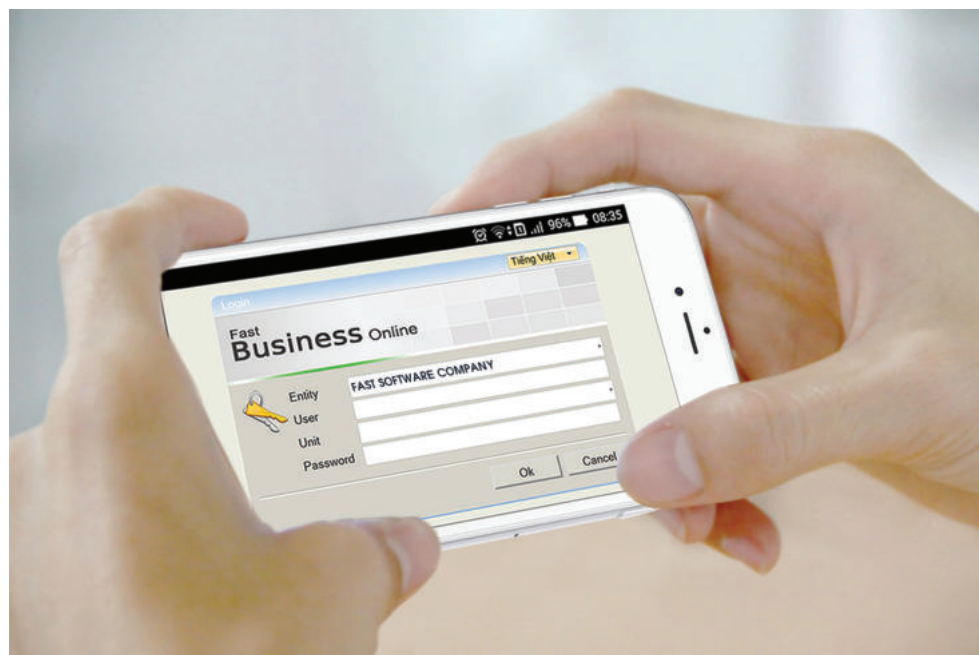 96% 08:35
Tiếng Việt
Login
Fast
Business Online
Entity FAST SOFTWARE COMPANY
User
Unit
Password
Ok Cancel